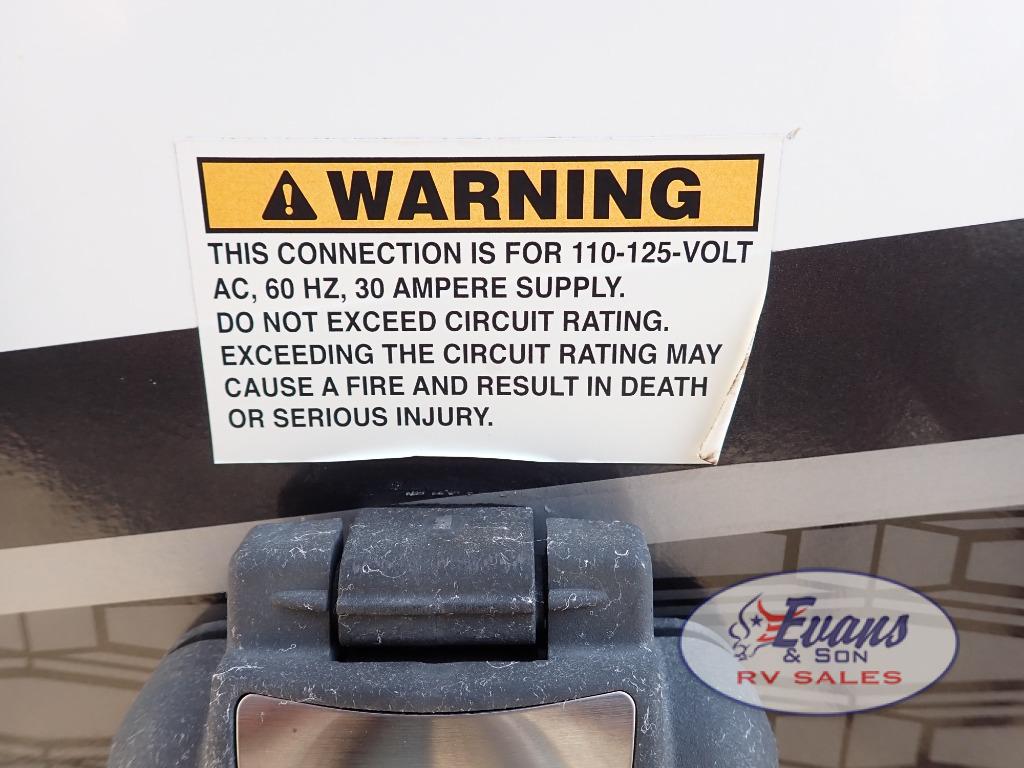 WARNING
THIS CONNECTION IS FOR 110-125-VOLT
AC, 60 HZ, 30 AMPERE SUPPLY.
DO NOT EXCEED CIRCUIT RATING.
EXCEEDING THE CIRCUIT RATING MAY
CAUSE A FIRE AND RESULT IN DEATH
OR SERIOUS INJURY.
Evans
& SON
RV SALES